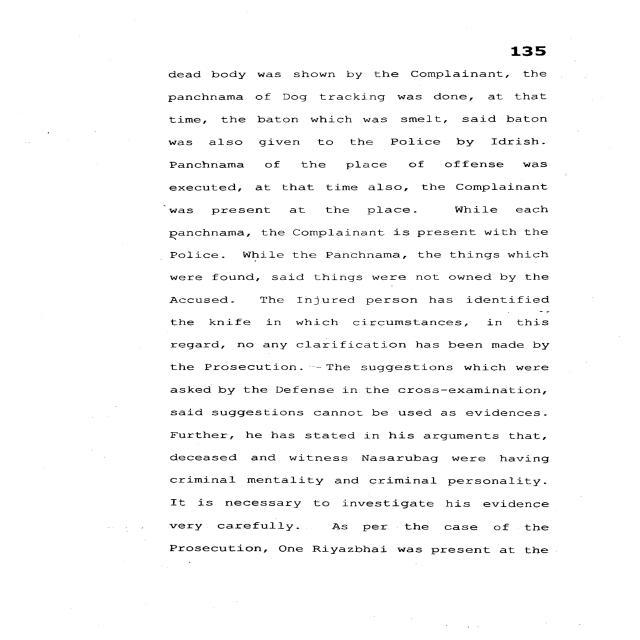 135
dead body was shown by the Complainant, the
panchnama of Dog tracking was done, at that
time, the baton which was smelt, said baton
was also given to the Police by Idrish.
Panchnama of the place of offense was
executed, at that time also, the Complainant
was present at the place. While each
panchnama, the Complainant is present with the
Police. While the Panchnama, the things which
were found, said things were not owned by the
Accused. The Injured person has identified
the knife in which circumstances, in this
regard, no any clarification has been made by
the Prosecution. - The suggestions which were
asked by the Defense in the cross-examination,
said suggestions cannot be used as evidences.
Further, he has stated in his arguments that,
deceased and witness Nasarubag were having
criminal mentality and criminal personality.
It is necessary to investigate his evidence
very carefully. As per the case of the
Prosecution, One Riyazbhai was present at the